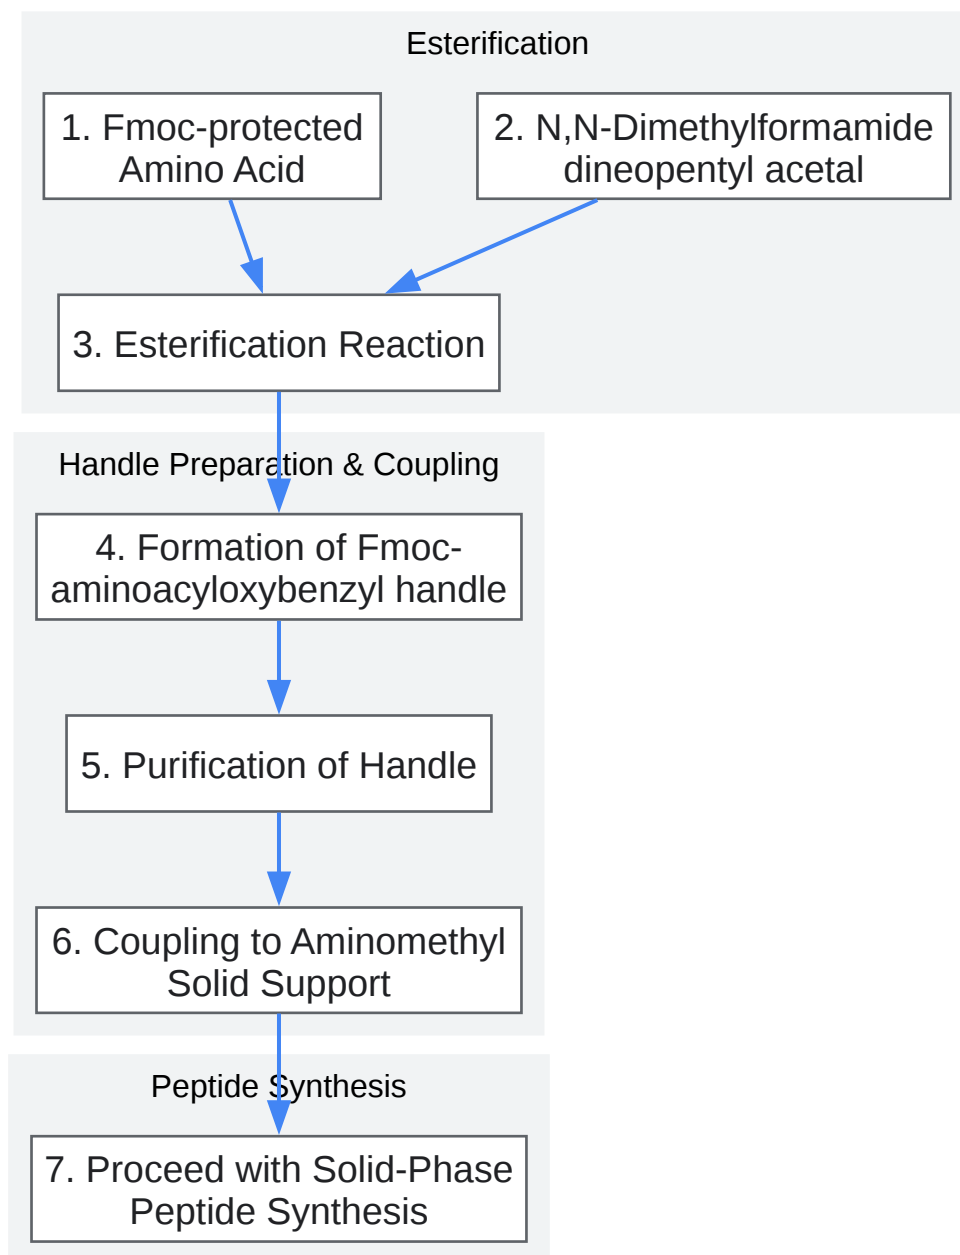 Esterification
1. Fmoc-protected
Amino Acid
2. N,N-Dimethylformamide
dineopentyl acetal
3. Esterification Reaction
Handle Preparation & Coupling
4. Formation of Fmoc-
aminoacyloxybenzyl handle
5. Purification of Handle
6. Coupling to Aminomethyl
Solid Support
Peptide Synthesis
7. Proceed with Solid-Phase
Peptide Synthesis